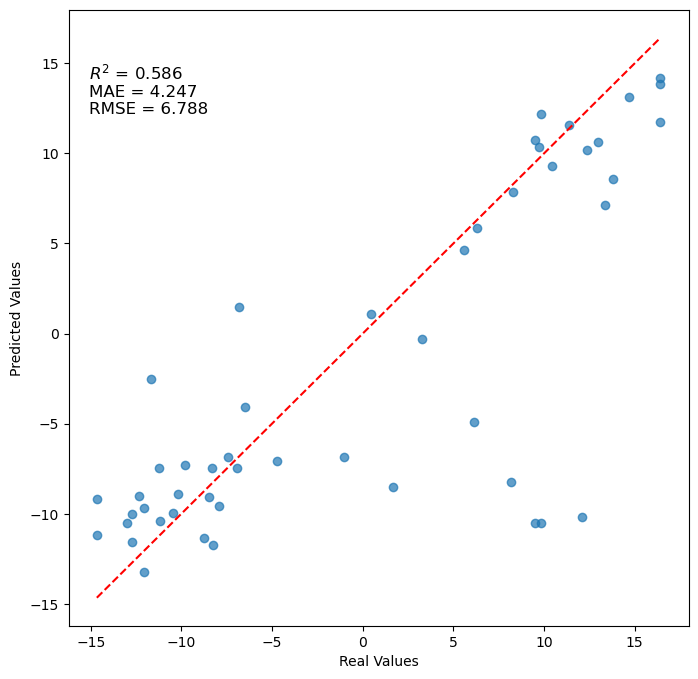 R² = 0.586
MAE = 4.247
RMSE = 6.788
15
10
5
0
−5
−10
−15
Predicted Values
−15 −10 −5 0 5 10 15
Real Values